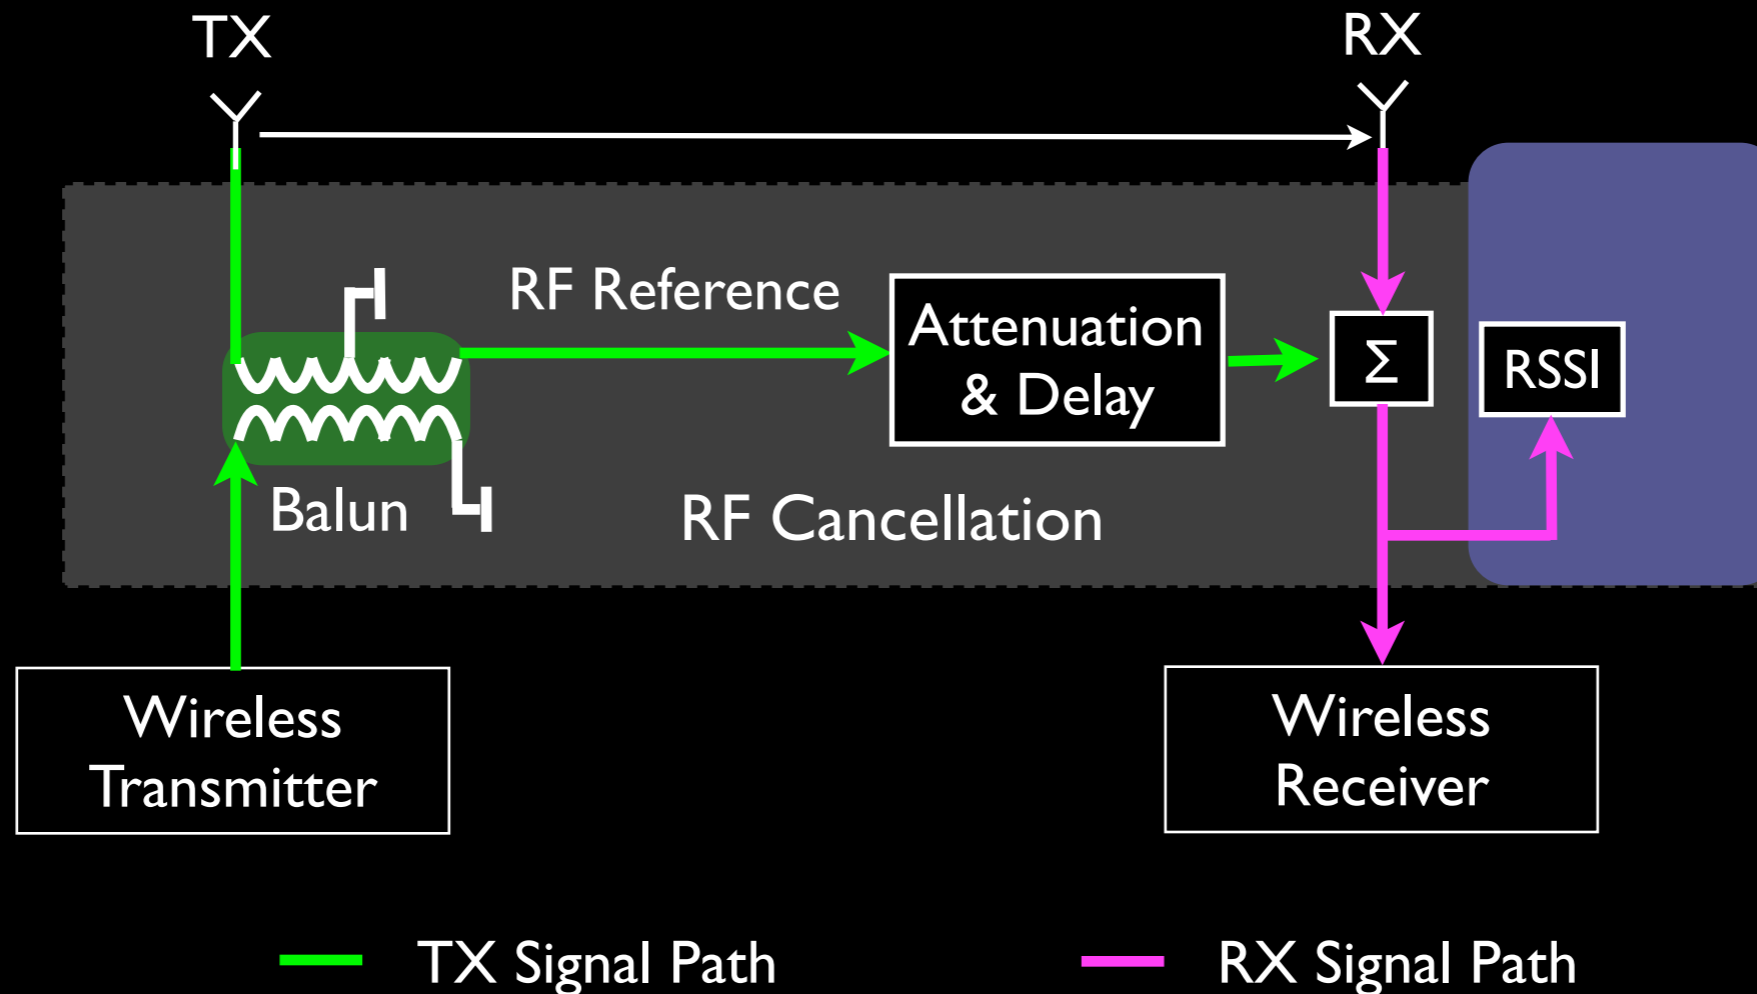 TX
RX
RF Reference
Attenuation
& Delay
Σ
RSSI
Balun
RF Cancellation
Wireless
Transmitter
Wireless
Receiver
TX Signal Path
RX Signal Path